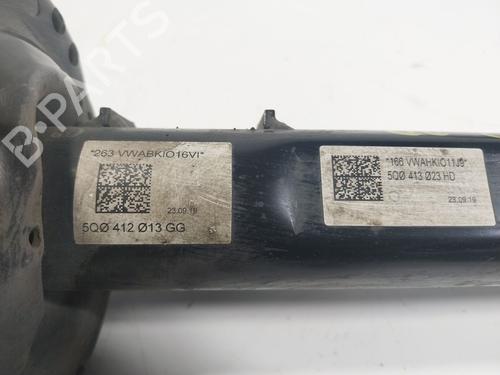 B-PARTS
*263 VWABKIO16VI*
23.09.19
5QØ 412 Ø13 GG
*166 VWAHKIO11J9*
5QØ 413 Ø23 HD
23.09.19